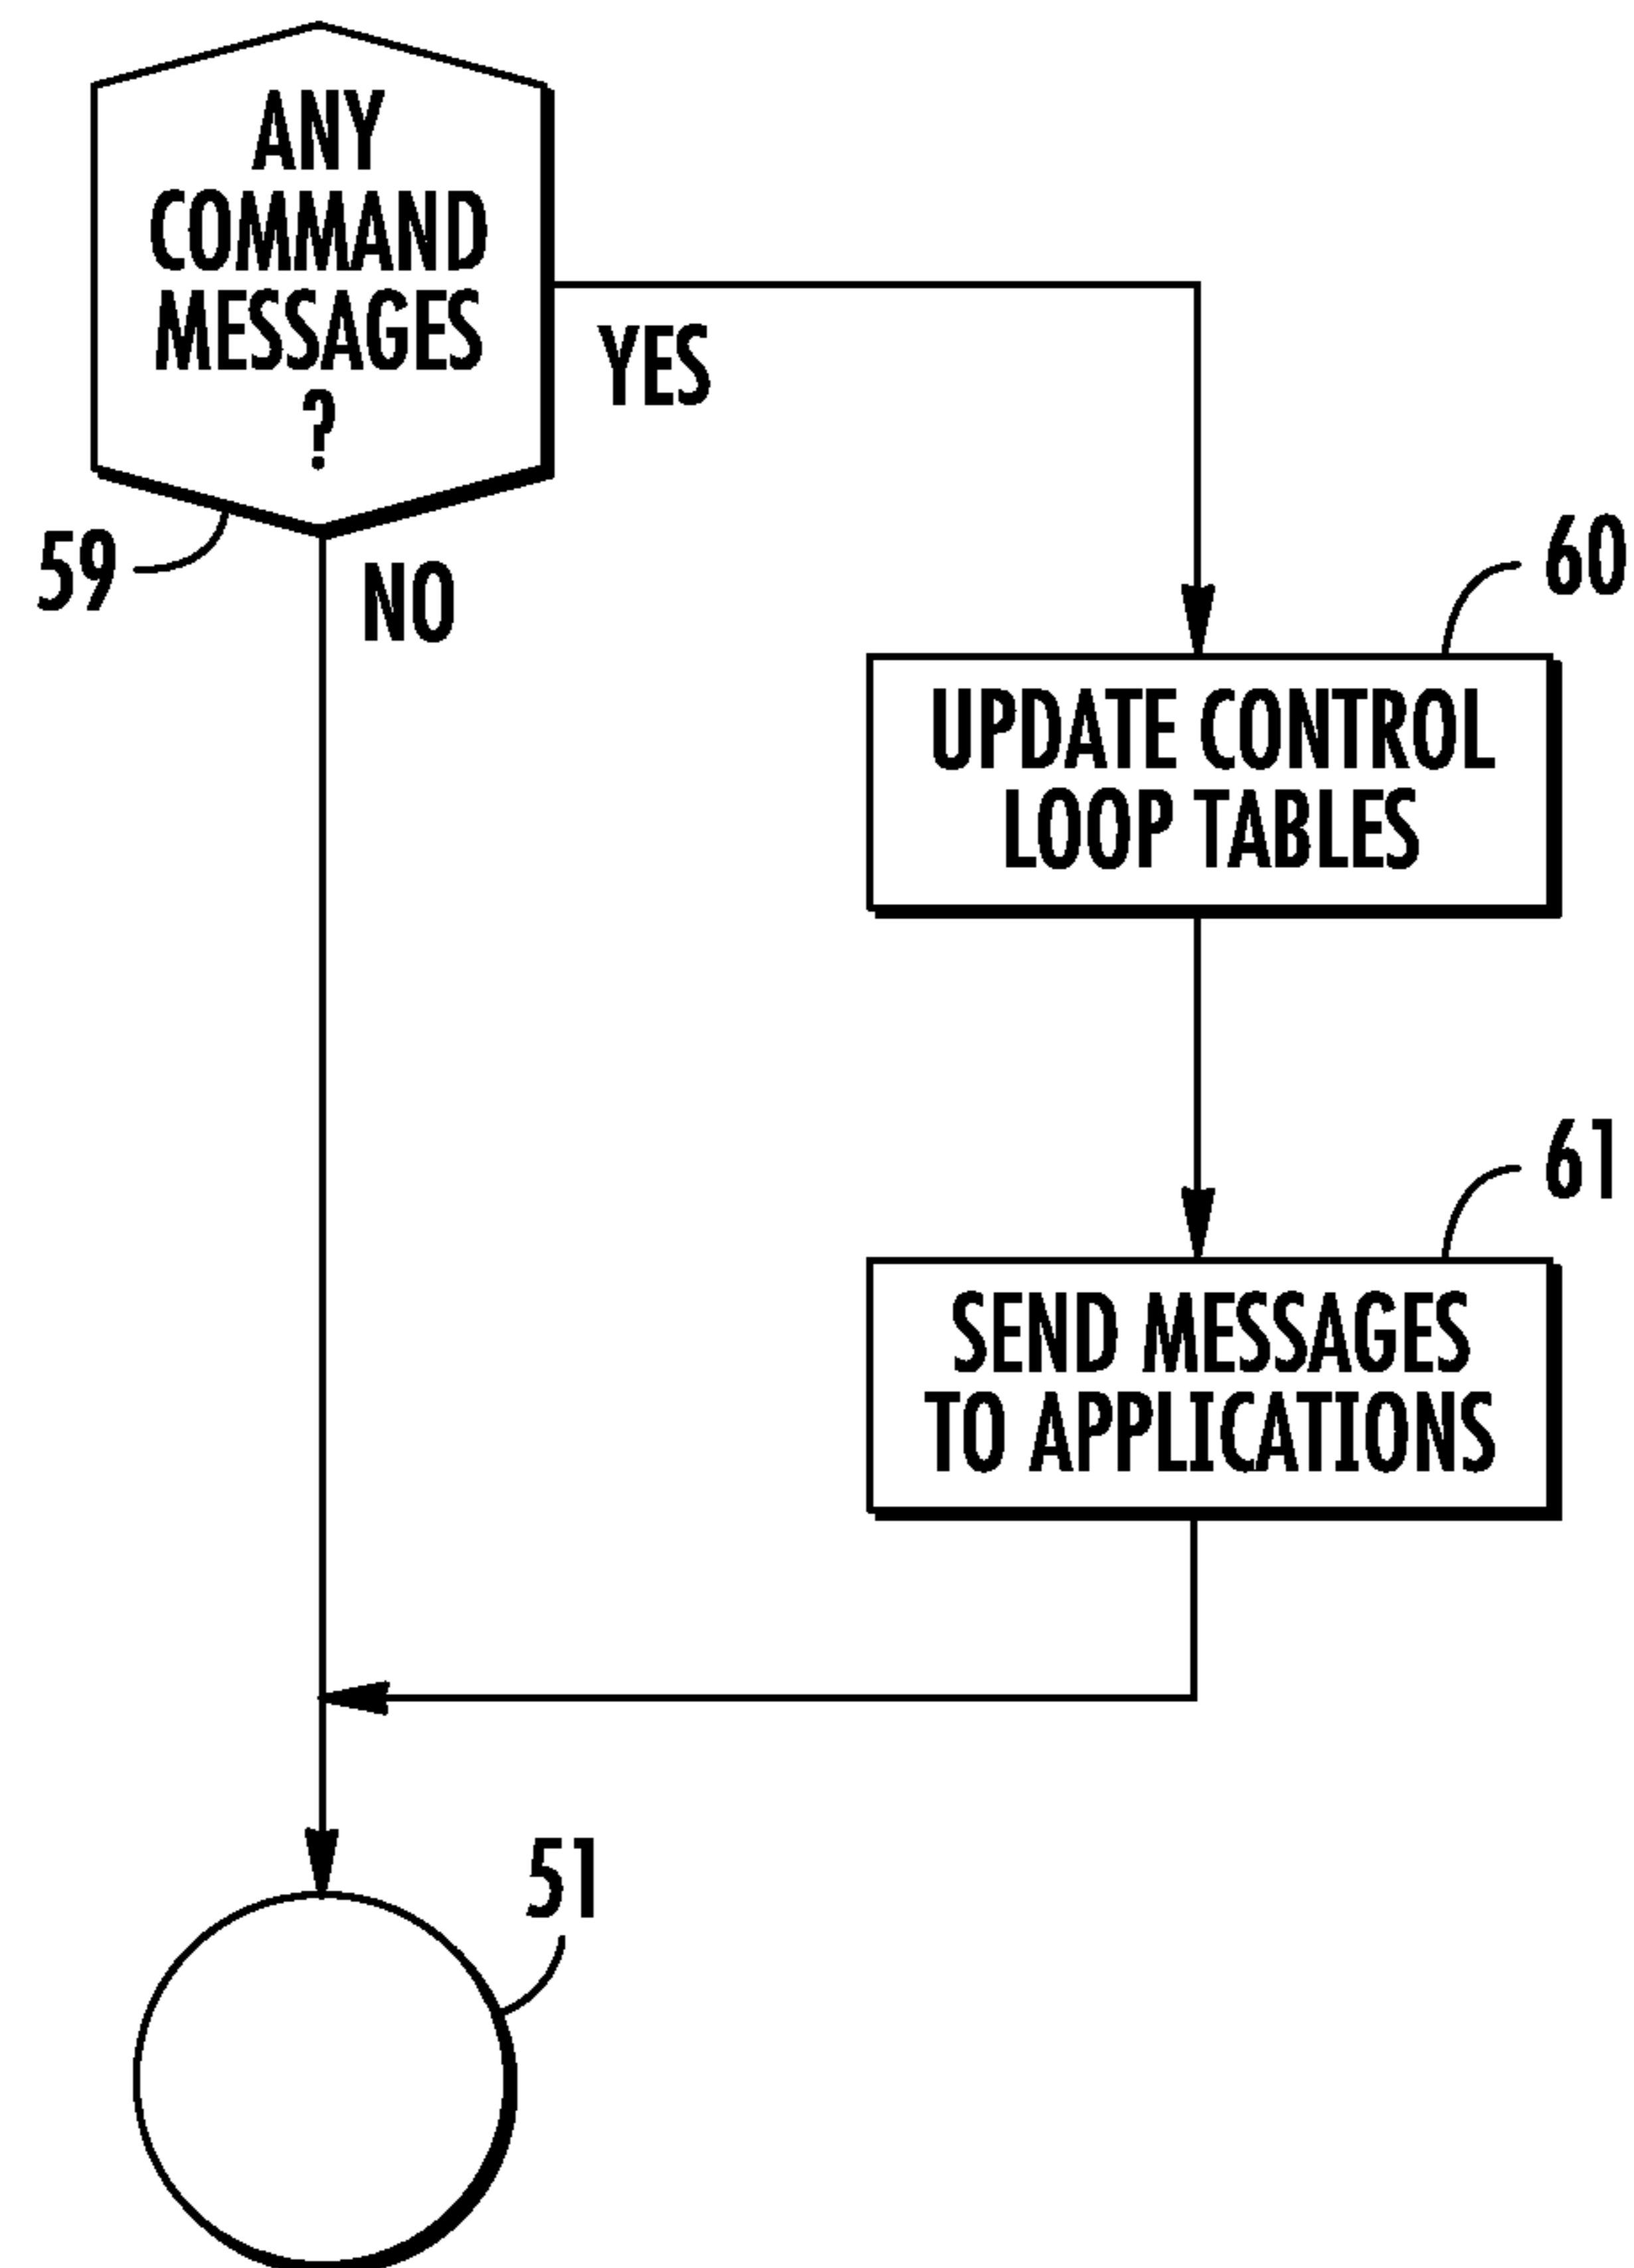 ANY
COMMAND
MESSAGES
?
YES
59
NO
60
UPDATE CONTROL
LOOP TABLES
61
SEND MESSAGES
TO APPLICATIONS
51